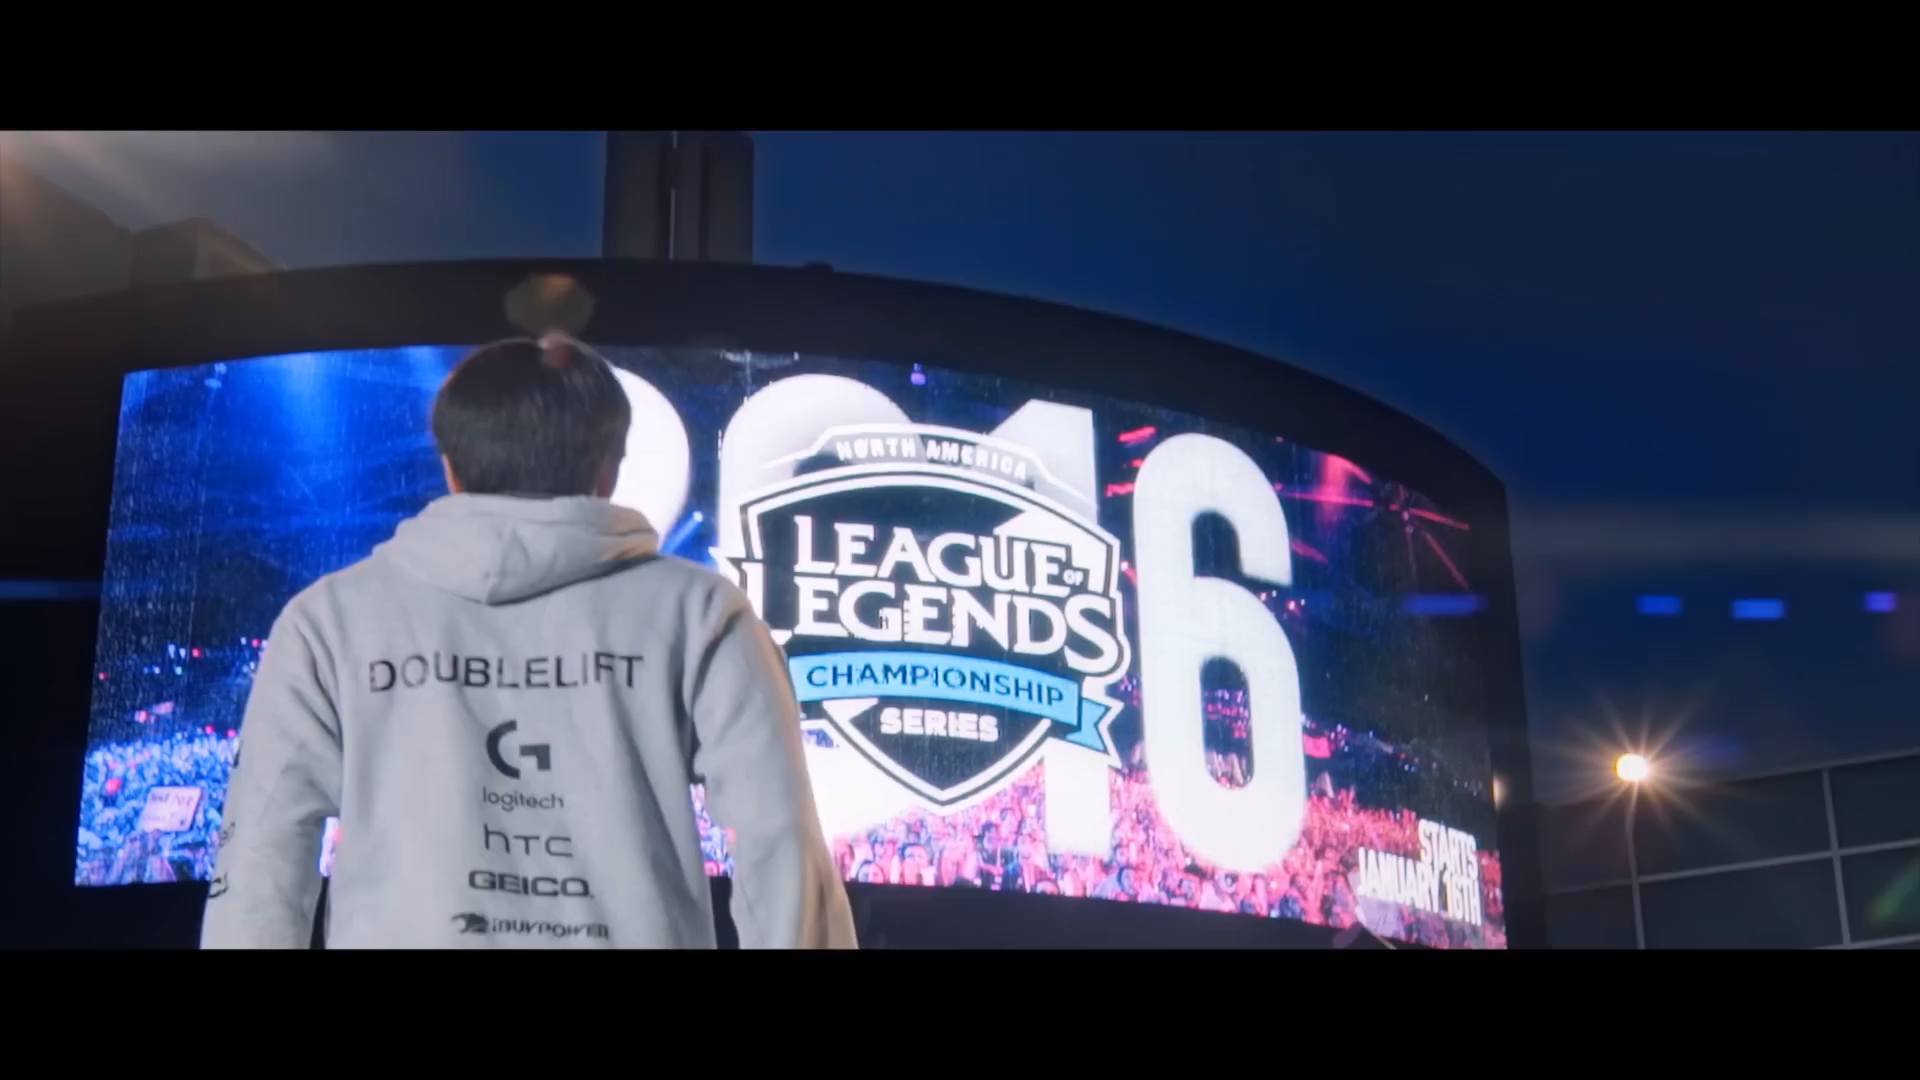 2016
NORTH AMERICA
LEAGUE OF
LEGENDS
CHAMPIONSHIP
SERIES
STARTS
JANUARY 16TH
DOUBLELIFT
G
logitech
hTC
GEICO.
iBUYPOWER